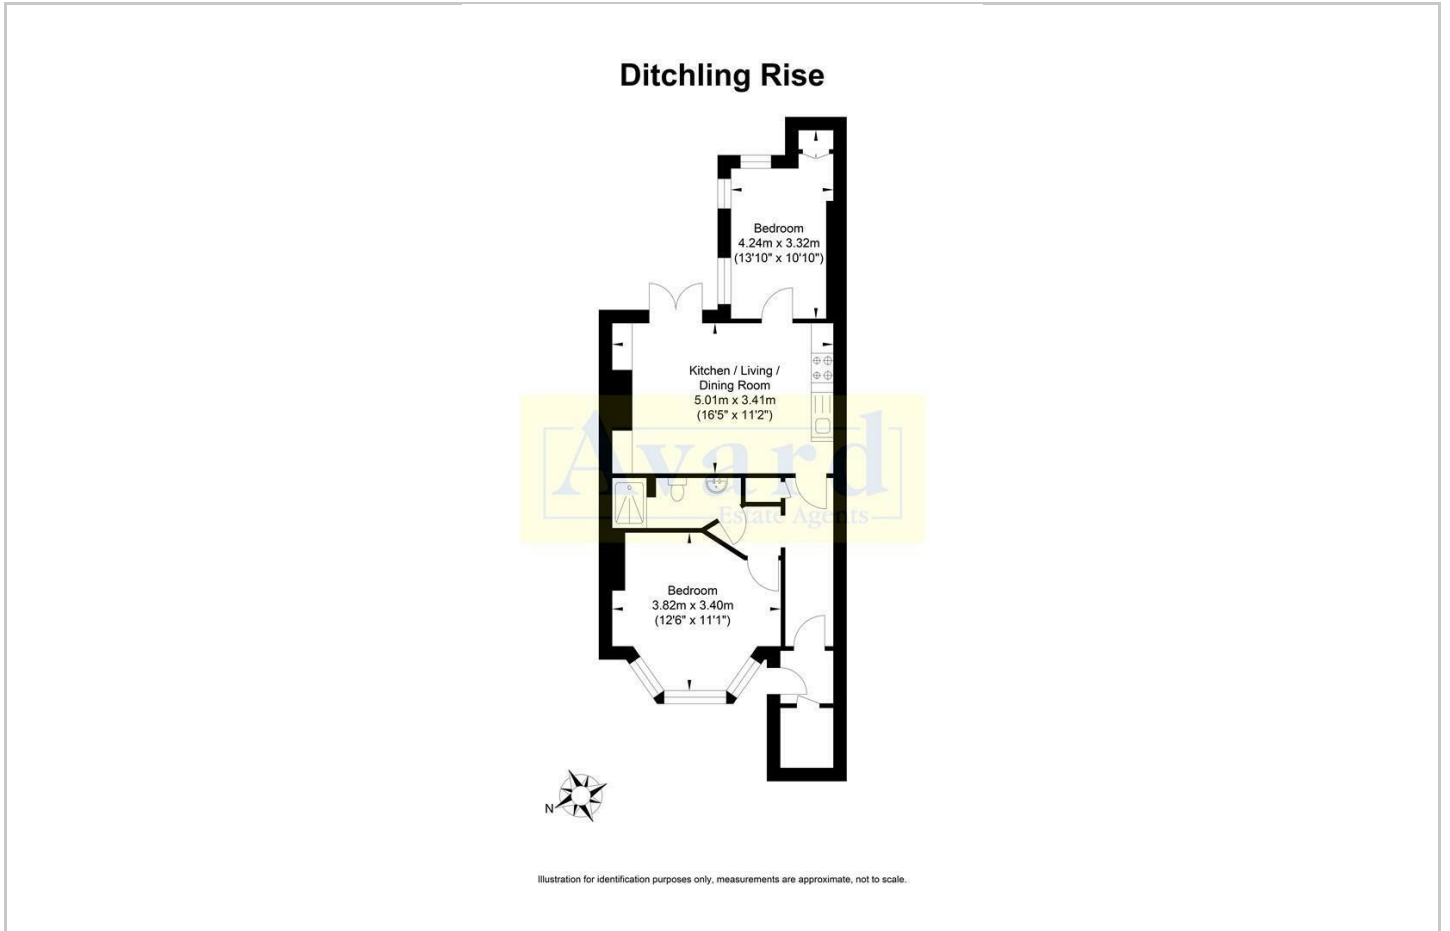 Ditchling Rise
Bedroom
4.24m x 3.32m
(13'10" x 10'10")
Kitchen / Living /
Dining Room
5.01m x 3.41m
(16'5" x 11'2")
Avard
Estate Agents
Bedroom
3.82m x 3.40m
(12'6" x 11'1")
N
Illustration for identification purposes only, measurements are approximate, not to scale.